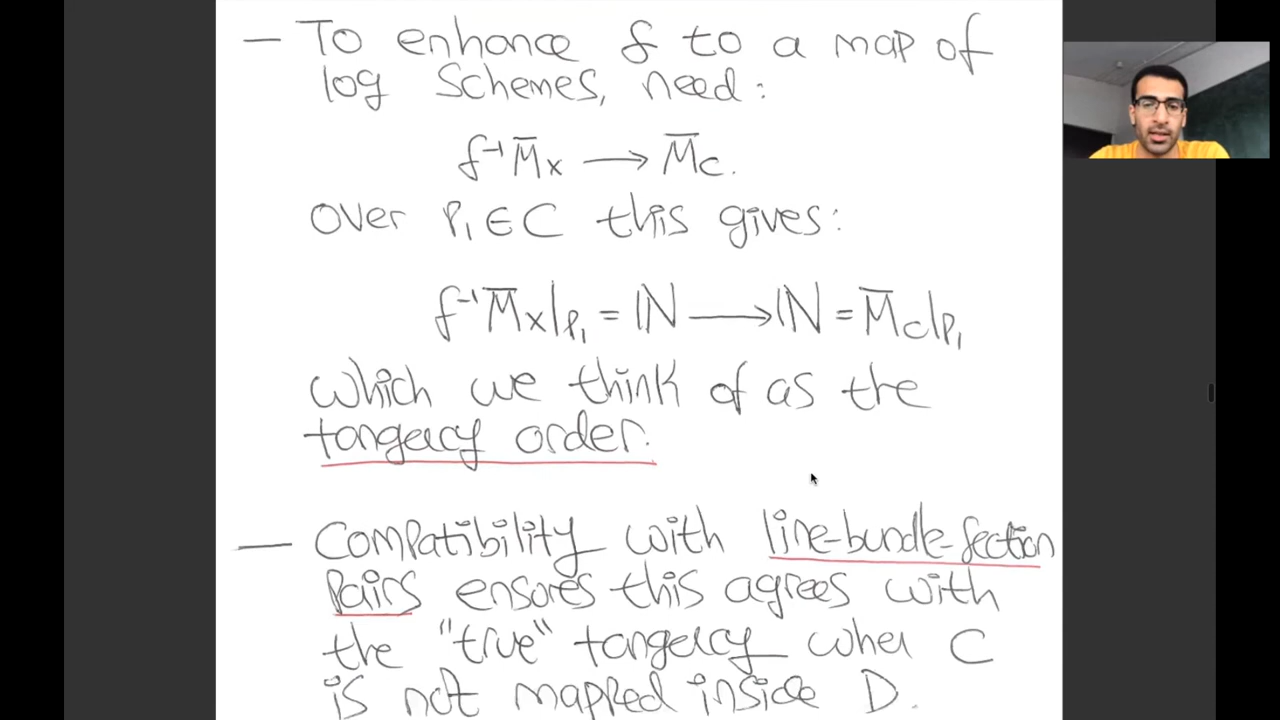 — To enhance f to a map of
log schemes, need:
f⁻¹M̅x → M̅c.
Over P₁ ∈ C this gives:
f⁻¹M̅x|P₁ = ℕ → ℕ = M̅c|P₁
which we think of as the
tangency order.
— Compatibility with line-bundle-section
pairs ensures this agrees with
the "true" tangency when C
is not mapped inside D.